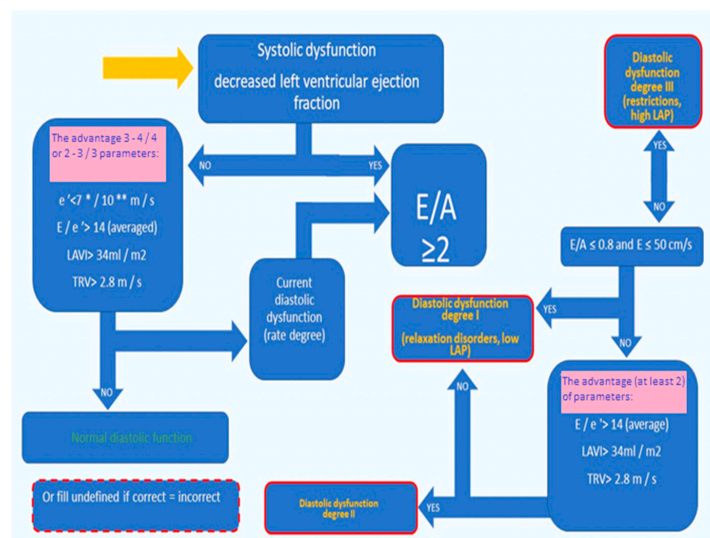 Systolic dysfunction
decreased left ventricular ejection
fraction
Diastolic
dysfunction
degree III
(restrictions,
high LAP)
The advantage 3 - 4 / 4
or 2 - 3 / 3 parameters:
e '<7 * / 10 ** m / s
E / e '> 14 (averaged)
LAVI> 34ml / m2
TRV> 2.8 m / s
NO
YES
E/A
≥2
YES
NO
E/A ≤ 0.8 and E ≤ 50 cm/s
Current
diastolic
dysfunction
(rate degree)
Diastolic dysfunction
degree I
(relaxation disorders, low
LAP)
YES
NO
NO
Normal diastolic function
NO
The advantage (at least 2)
of parameters:
E / e '> 14 (average)
LAVI> 34ml / m2
TRV> 2.8 m / s
Or fill undefined if correct = incorrect
Diastolic dysfunction
degree II
YES